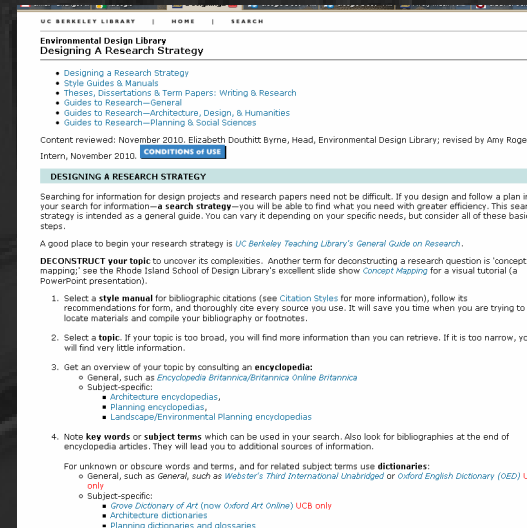 UC BERKELEY LIBRARY | HOME | SEARCH
Environmental Design Library
Designing A Research Strategy
• Designing a Research Strategy
• Style Guides & Manuals
• Theses, Dissertations & Term Papers: Writing & Research
• Guides to Research—General
• Guides to Research—Architecture, Design, & Humanities
• Guides to Research—Planning & Social Sciences
Content reviewed: November 2010. Elizabeth Douthitt Byrne, Head, Environmental Design Library; revised by Amy Roge
Intern, November 2010. CONDITIONS of USE
DESIGNING A RESEARCH STRATEGY
Searching for information for design projects and research papers need not be difficult. If you design and follow a plan in
your search for information—a search strategy—you will be able to find what you need with greater efficiency. This sear
strategy is intended as a general guide. You can vary it depending on your specific needs, but consider all of these basic
steps.
A good place to begin your research strategy is UC Berkeley Teaching Library's General Guide on Research.
DECONSTRUCT your topic to uncover its complexities. Another term for deconstructing a research question is 'concept
mapping;' see the Rhode Island School of Design Library's excellent slide show Concept Mapping for a visual tutorial (a
PowerPoint presentation).
1. Select a style manual for bibliographic citations (see Citation Styles for more information), follow its
recommendations for form, and thoroughly cite every source you use. It will save you time when you are trying to
locate materials and compile your bibliography or footnotes.
2. Select a topic. If your topic is too broad, you will find more information than you can retrieve. If it is too narrow, yo
will find very little information.
3. Get an overview of your topic by consulting an encyclopedia:
General, such as Encyclopedia Britannica/Britannica Online Britannica
Subject-specific:
Architecture encyclopedias,
Planning encyclopedias,
Landscape/Environmental Planning encyclopedias
4. Note key words or subject terms which can be used in your search. Also look for bibliographies at the end of
encyclopedia articles. They will lead you to additional sources of information.
For unknown or obscure words and terms, and for related subject terms use dictionaries:
General, such as General, such as Webster's Third International Unabridged or Oxford English Dictionary (OED) U
only
Subject-specific:
Grove Dictionary of Art (now Oxford Art Online) UCB only
Architecture dictionaries
Planning dictionaries and glossaries